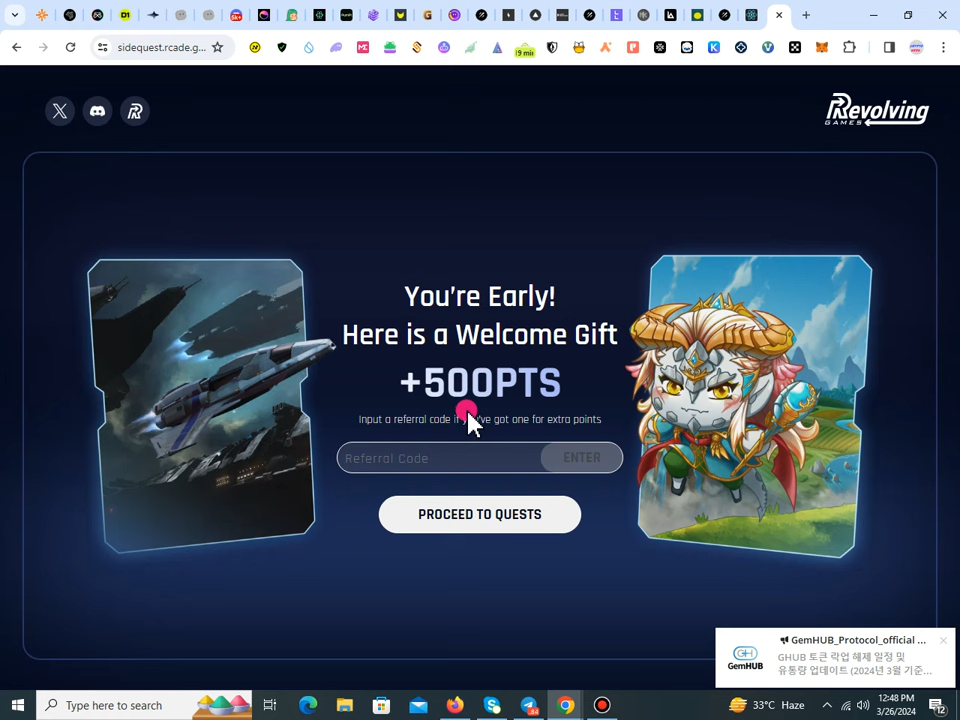 sidequest.rcade.g...
19 min
Revolving
GAMES
You're Early!
Here is a Welcome Gift
+500PTS
Input a referral code if you've got one for extra points
Referral Code
ENTER
PROCEED TO QUESTS
GemHUB_Protocol_official ...
GHUB 토큰 락업 해제 일정 및
유통량 업데이트 (2024년 3월 기준...
GemHUB
Type here to search
33°C Haze
12:48 PM
3/26/2024
12